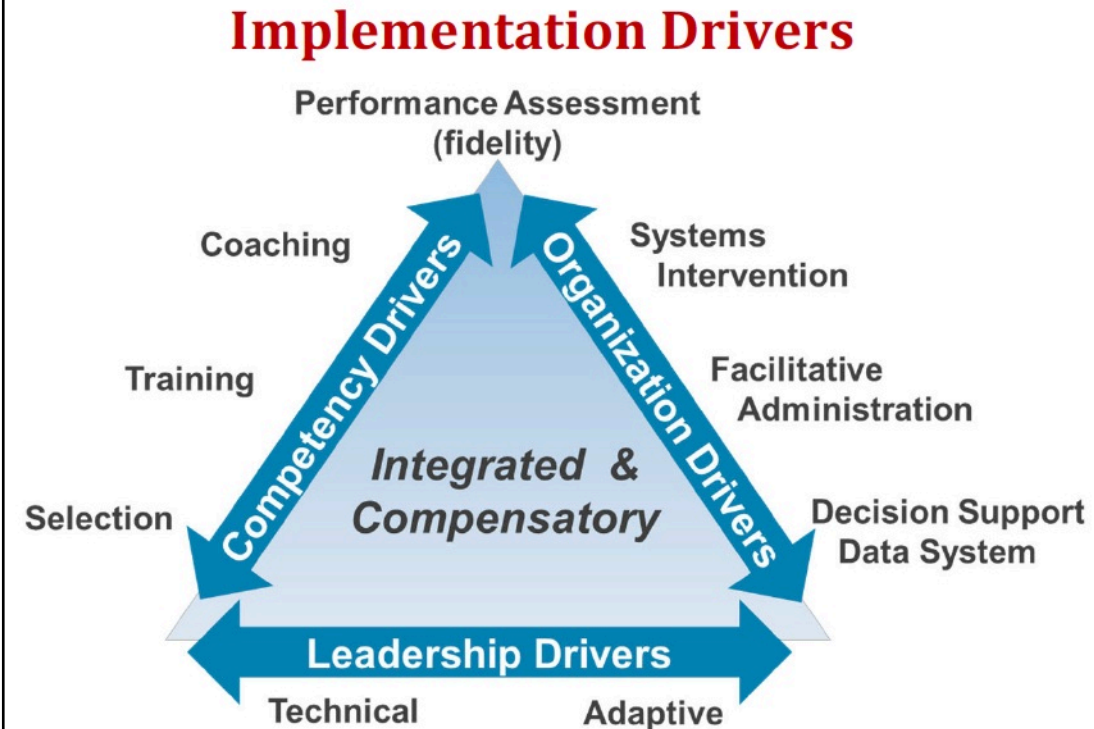 Implementation Drivers
Performance Assessment
(fidelity)
Coaching
Training
Selection
Competency Drivers
Integrated &
Compensatory
Organization Drivers
Systems
Intervention
Facilitative
Administration
Decision Support
Data System
Leadership Drivers
Technical
Adaptive